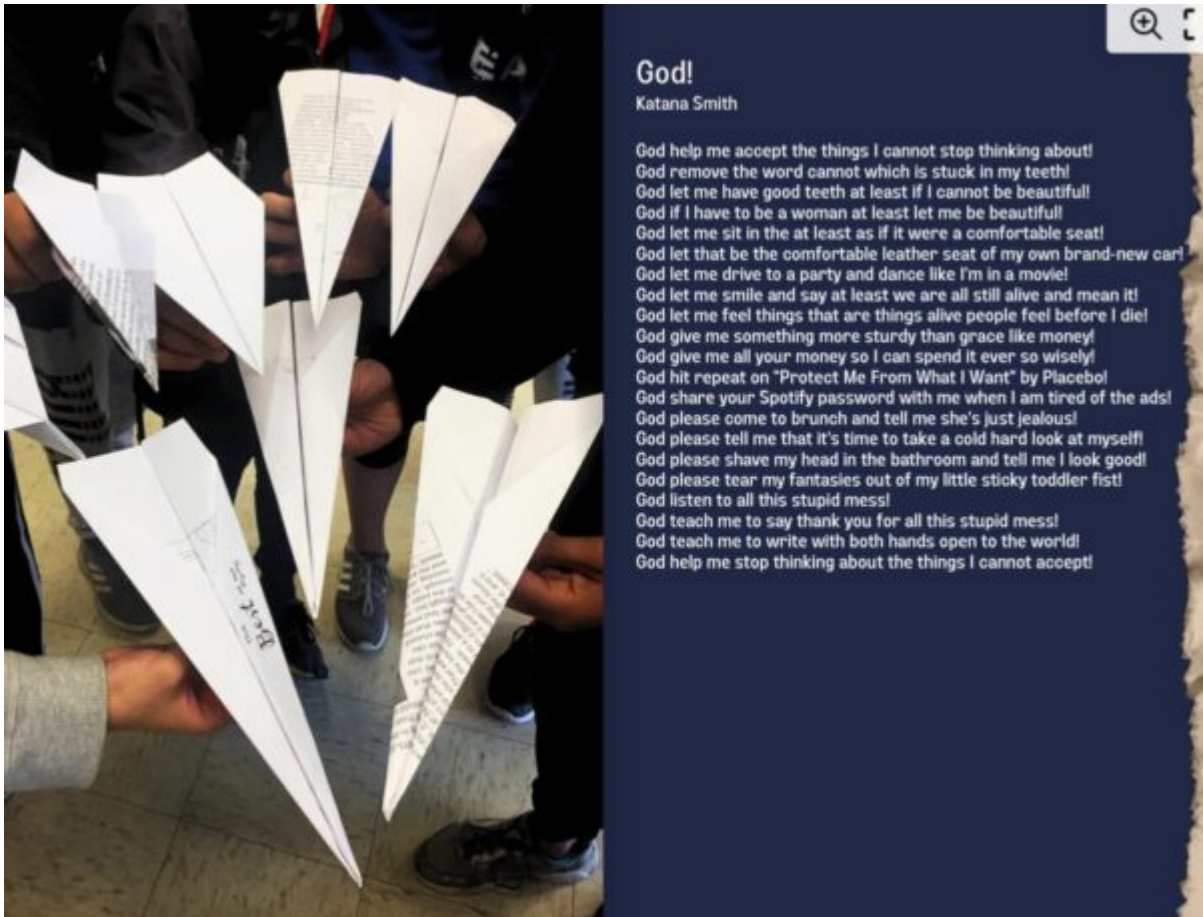 God!
Katana Smith
God help me accept the things I cannot stop thinking about!
God remove the word cannot which is stuck in my teeth!
God let me have good teeth at least if I cannot be beautiful!
God if I have to be a woman at least let me be beautiful!
God let me sit in the at least as if it were a comfortable seat!
God let that be the comfortable leather seat of my own brand-new car!
God let me drive to a party and dance like I'm in a movie!
God let me smile and say at least we are all still alive and mean it!
God let me feel things that are things alive people feel before I die!
God give me something more sturdy than grace like money!
God give me all your money so I can spend it ever so wisely!
God hit repeat on "Protect Me From What I Want" by Placebo!
God share your Spotify password with me when I am tired of the ads!
God please come to brunch and tell me she's just jealous!
God please tell me that it's time to take a cold hard look at myself!
God please shave my head in the bathroom and tell me I look good!
God please tear my fantasies out of my little sticky toddler fist!
God listen to all this stupid mess!
God teach me to say thank you for all this stupid mess!
God teach me to write with both hands open to the world!
God help me stop thinking about the things I cannot accept!
The
Best